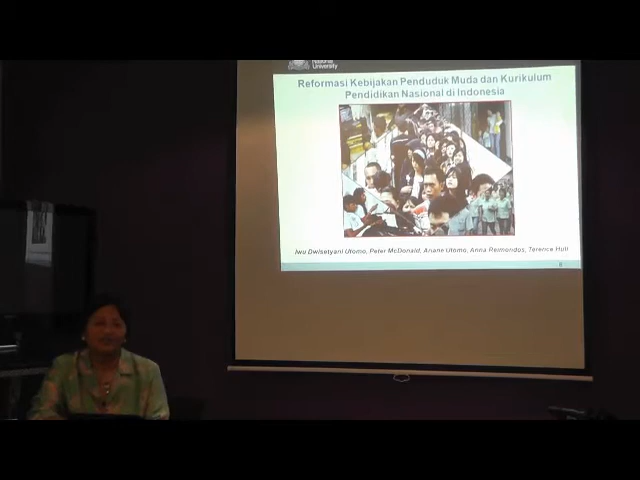 National
University
Reformasi Kebijakan Penduduk Muda dan Kurikulum
Pendidikan Nasional di Indonesia
Iwu Dwisetyani Utomo, Peter McDonald, Ariane Utomo, Anna Reimondos, Terence Hull